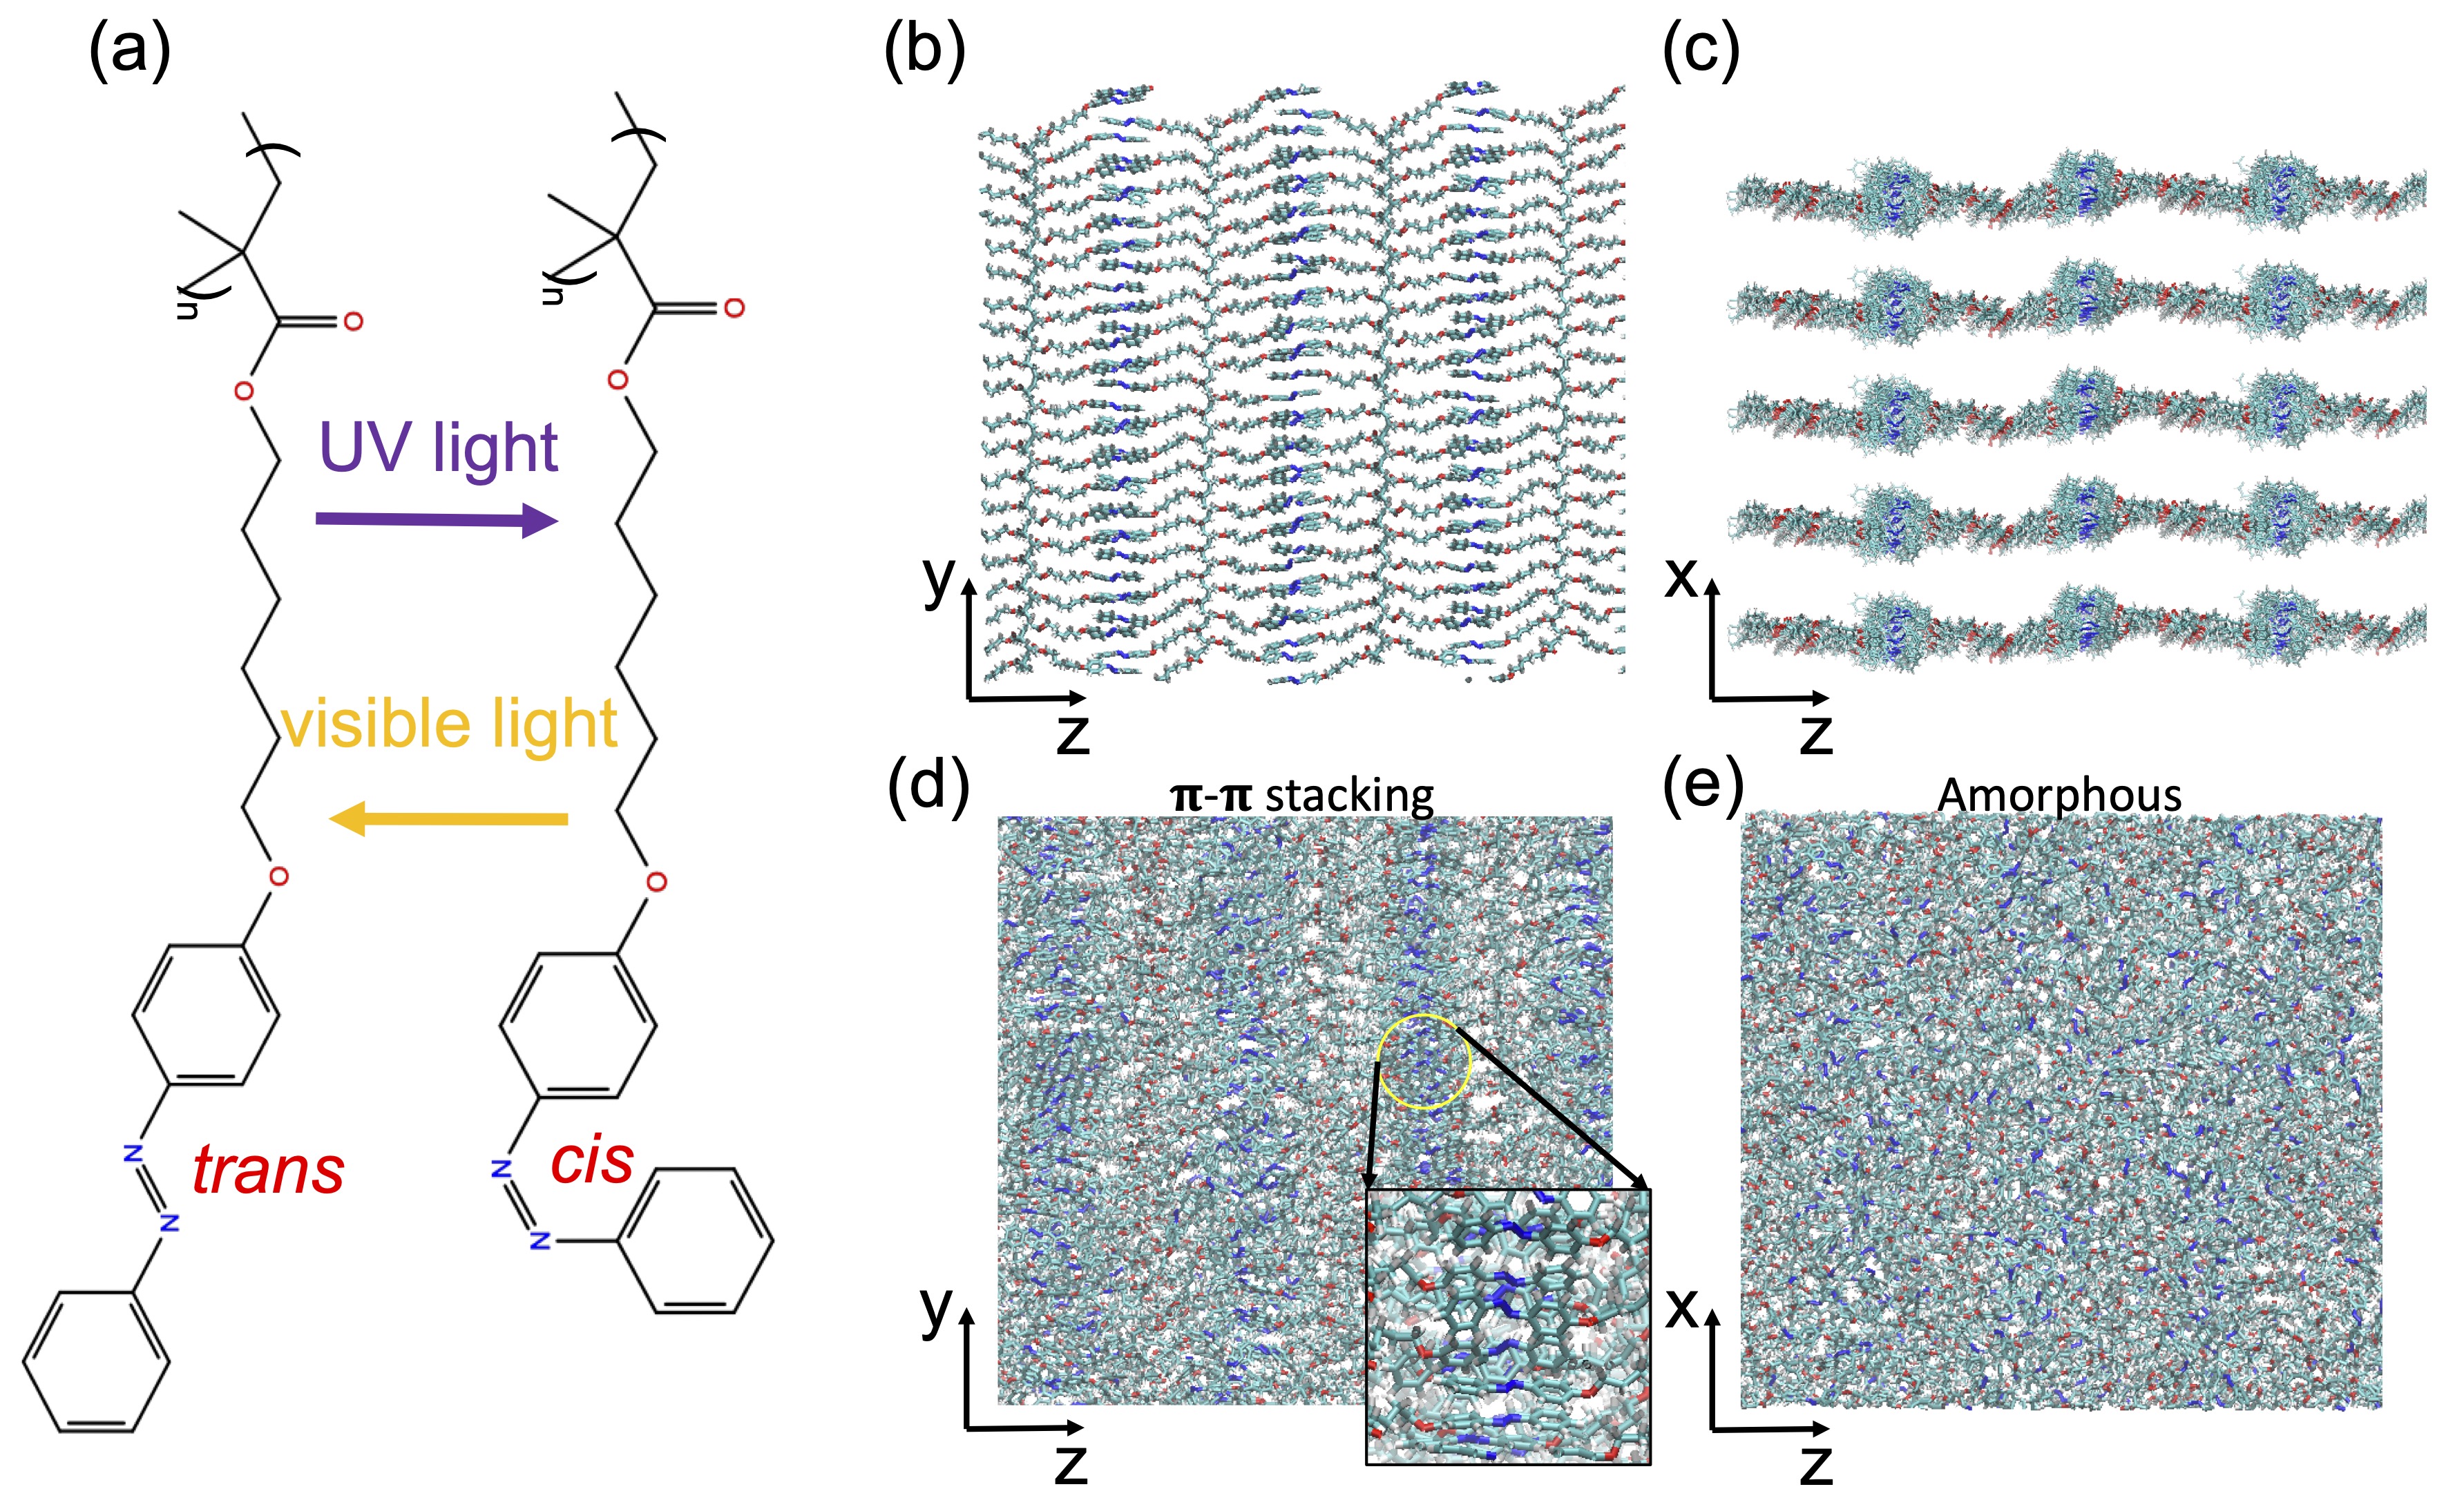 (a)
n
O
O
UV light
visible light
O
N
N
trans
n
O
O
O
N
N
cis
(b)
y
z
(c)
x
z
(d)
π-π stacking
y
z
(e)
Amorphous
x
z